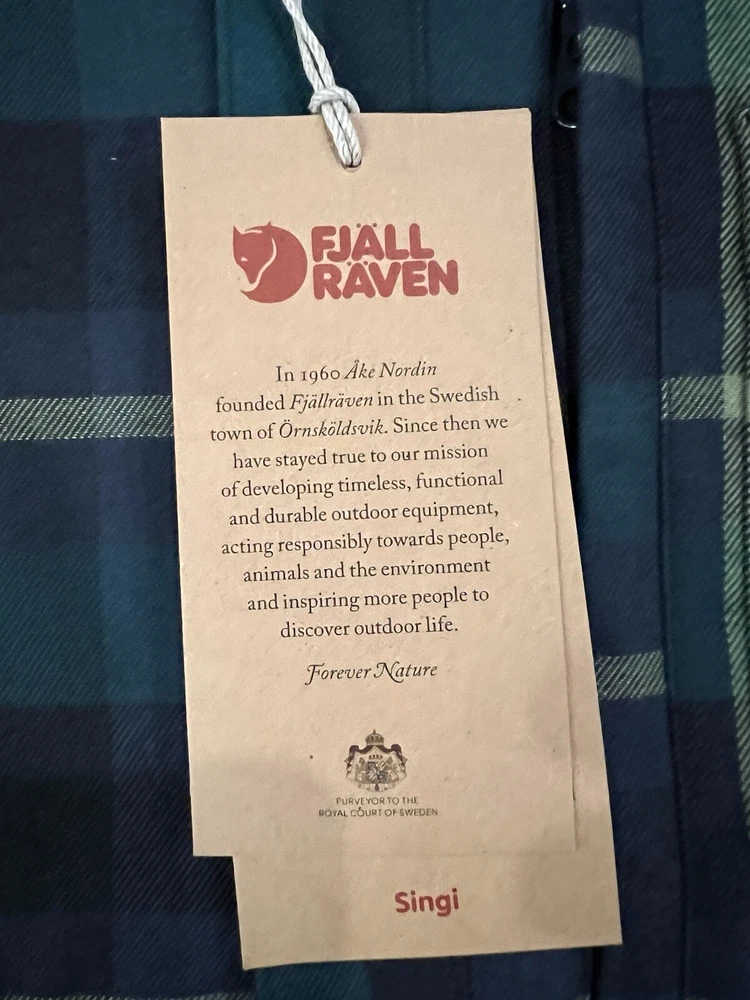 FJÄLL
RÄVEN
In 1960 Åke Nordin
founded Fjällräven in the Swedish
town of Örnsköldsvik. Since then we
have stayed true to our mission
of developing timeless, functional
and durable outdoor equipment,
acting responsibly towards people,
animals and the environment
and inspiring more people to
discover outdoor life.
Forever Nature
PURVEYOR TO THE
ROYAL COURT OF SWEDEN
Singi